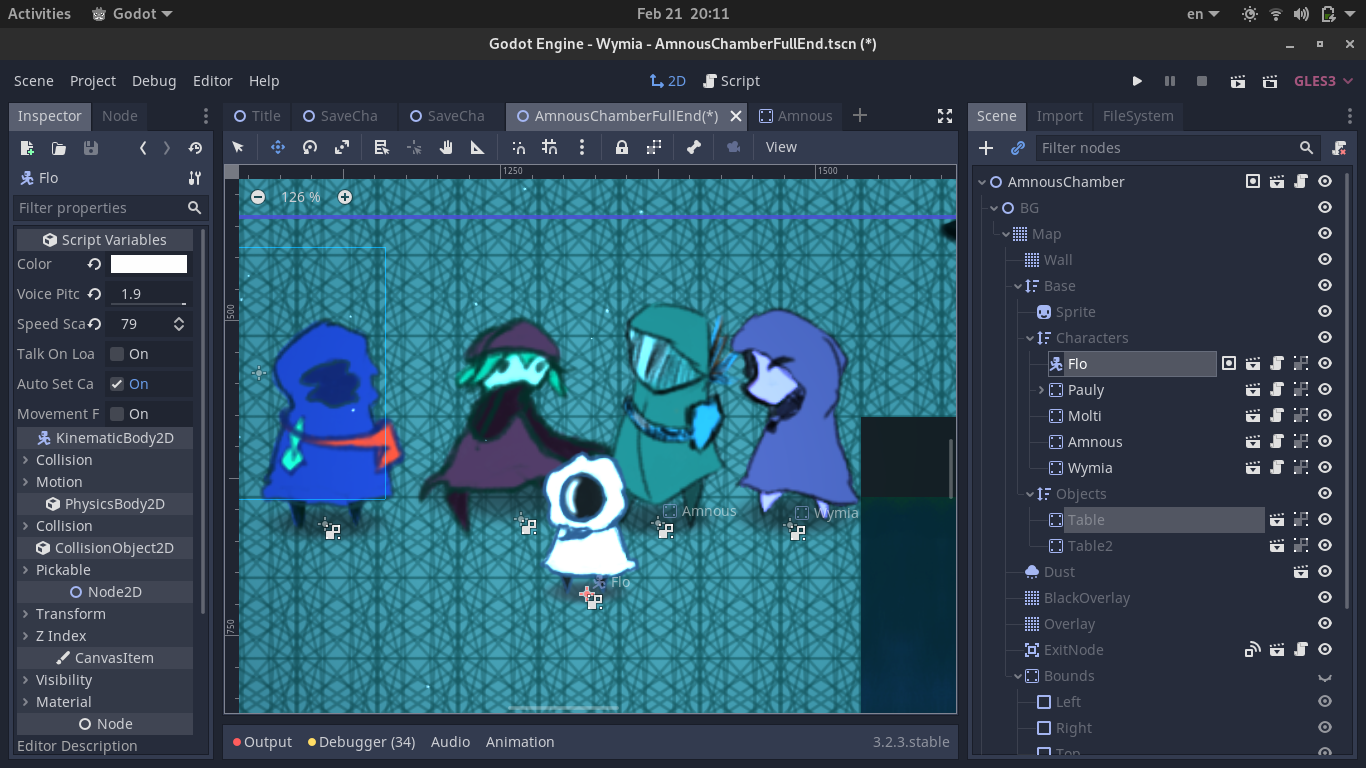 Activities Godot Feb 21 20:11 en
Godot Engine - Wymia - AmnousChamberFullEnd.tscn (*)
Scene Project Debug Editor Help 2D Script GLES3
Inspector Node
Title SaveCha SaveCha AmnousChamberFullEnd(*) Amnous
Scene Import FileSystem
View
Filter nodes
Flo
Filter properties
Script Variables
Color
Voice Pitc 1.9
Speed Sca 79
Talk On Loa On
Auto Set Ca On
Movement F On
KinematicBody2D
Collision
Motion
PhysicsBody2D
Collision
CollisionObject2D
Pickable
Node2D
Transform
Z Index
CanvasItem
Visibility
Material
Node
Editor Description
1250 1500
126 %
500
750
Amnous
Wymia
Flo
AmnousChamber
BG
Map
Wall
Base
Sprite
Characters
Flo
Pauly
Molti
Amnous
Wymia
Objects
Table
Table2
Dust
BlackOverlay
Overlay
ExitNode
Bounds
Left
Right
Top
Output Debugger (34) Audio Animation 3.2.3.stable